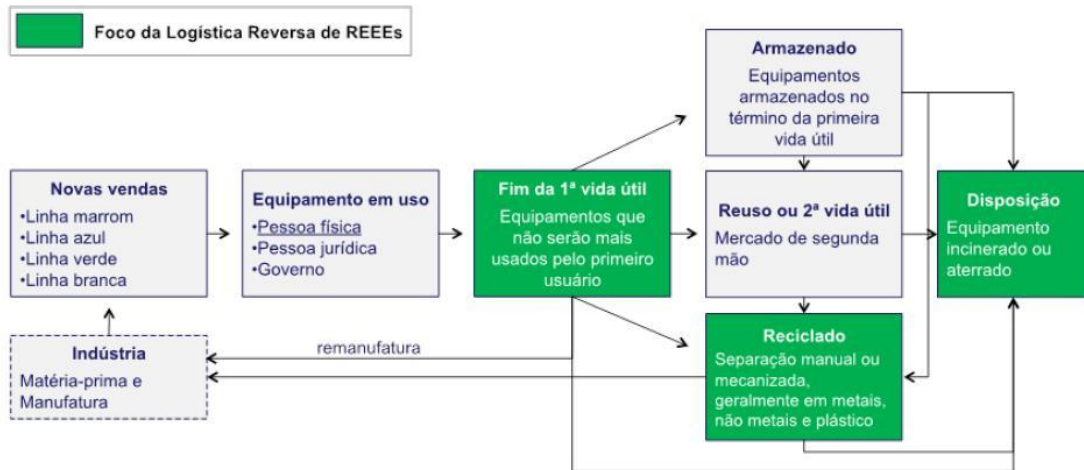 Foco da Logística Reversa de REEEs
Armazenado
Equipamentos
armazenados no
término da primeira
vida útil
Novas vendas
•Linha marrom
•Linha azul
•Linha verde
•Linha branca
Equipamento em uso
•Pessoa física
•Pessoa jurídica
•Governo
Fim da 1ª vida útil
Equipamentos que
não serão mais
usados pelo primeiro
usuário
Reuso ou 2ª vida útil
Mercado de segunda
mão
Disposição
Equipamento
incinerado ou
aterrado
Indústria
Matéria-prima e
Manufatura
remanufatura
Reciclado
Separação manual ou
mecanizada,
geralmente em metais,
não metais e plástico